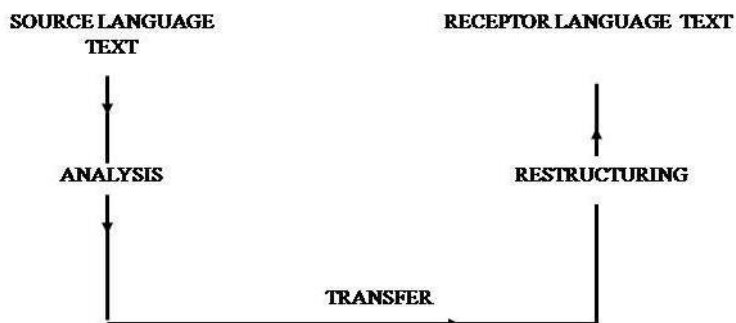 SOURCE LANGUAGE
TEXT
RECEPTOR LANGUAGE TEXT
ANALYSIS
RESTRUCTURING
TRANSFER